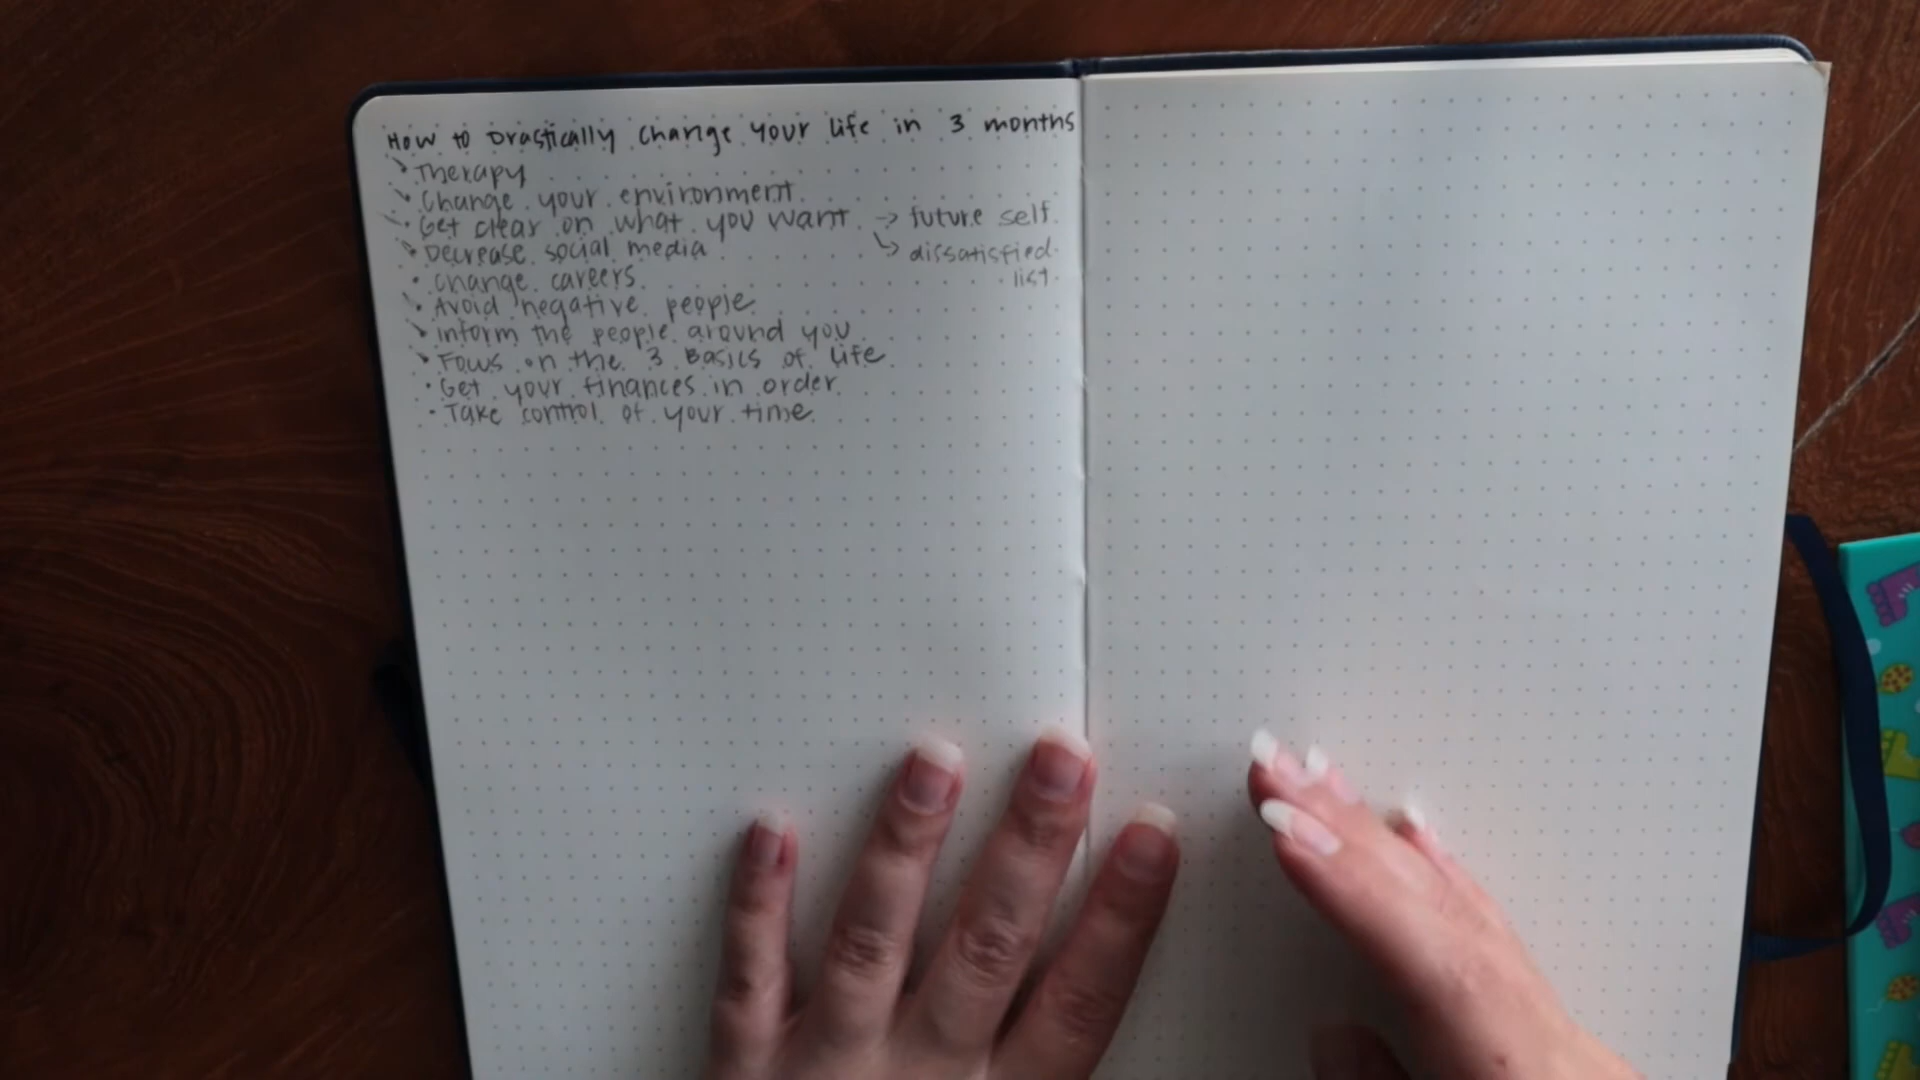 How to Drastically change your life in 3 months
• Therapy
• Change your environment
• Get clear on what you want → future self
↳ dissatisfied list
• Decrease social media
• Change careers
• Avoid negative people
• inform the people around you
• Focus on the 3 Basics of life
• Get your finances in order
• Take control of your time